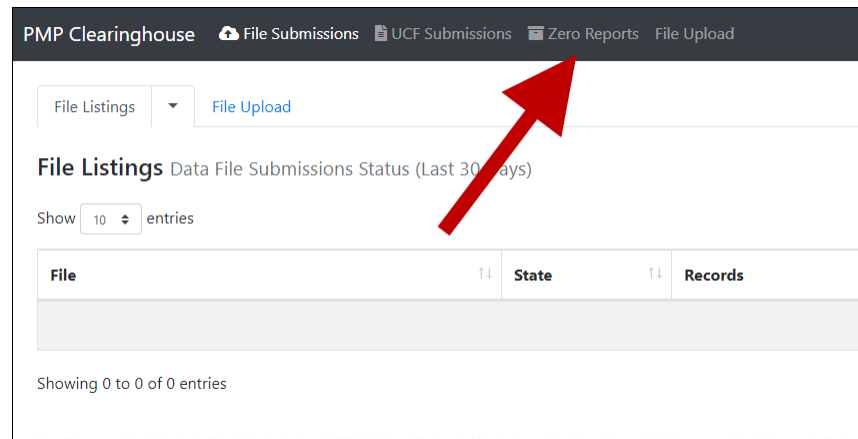 PMP Clearinghouse File Submissions UCF Submissions Zero Reports File Upload
File Listings File Upload
File Listings Data File Submissions Status (Last 30 ays)
Show 10 entries
File State Records
Showing 0 to 0 of 0 entries